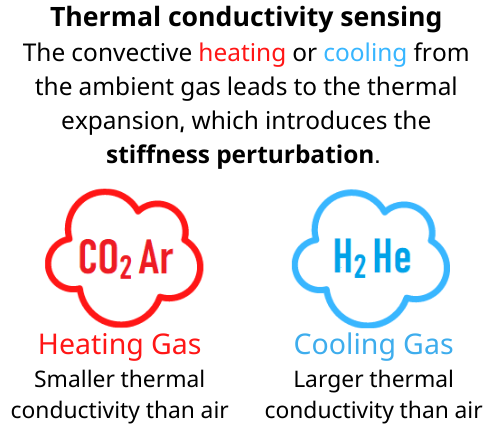 Thermal conductivity sensing
The convective heating or cooling from
the ambient gas leads to the thermal
expansion, which introduces the
stiffness perturbation.
CO₂ Ar
H₂ He
Heating Gas
Cooling Gas
Smaller thermal
conductivity than air
Larger thermal
conductivity than air